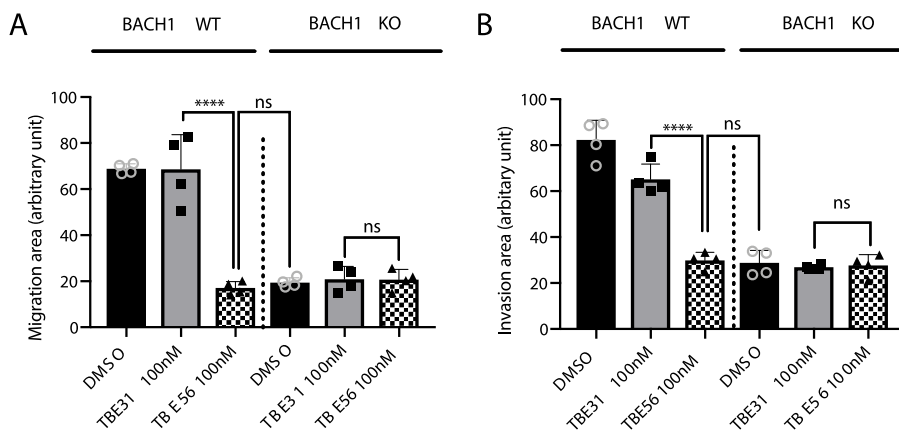 A
BACH1 WT
BACH1 KO
Migration area (arbitrary unit)
100
80
60
40
20
0
****
ns
ns
DMS O
TBE31 100nM
TB E 56 100nM
DMS O
TB E3 1 100nM
TB E 56 100nM
B
BACH1 WT
BACH1 KO
Invasion area (arbitary unit)
100
80
60
40
20
0
****
ns
ns
DMSO
TBE31 100nM
TBE56 100nM
DMS O
TBE31 100nM
TB E5 6 10 0nM